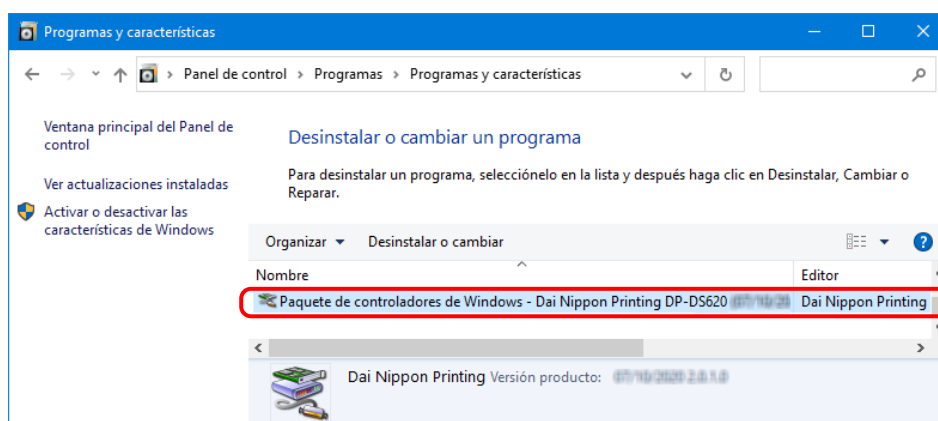 Programas y características
Panel de control > Programas > Programas y características
Ventana principal del Panel de
control
Ver actualizaciones instaladas
Activar o desactivar las
características de Windows
Desinstalar o cambiar un programa
Para desinstalar un programa, selecciónelo en la lista y después haga clic en Desinstalar, Cambiar o
Reparar.
Organizar Desinstalar o cambiar
Nombre Editor
Paquete de controladores de Windows - Dai Nippon Printing DP-DS620 Dai Nippon Printing
Dai Nippon Printing Versión producto: